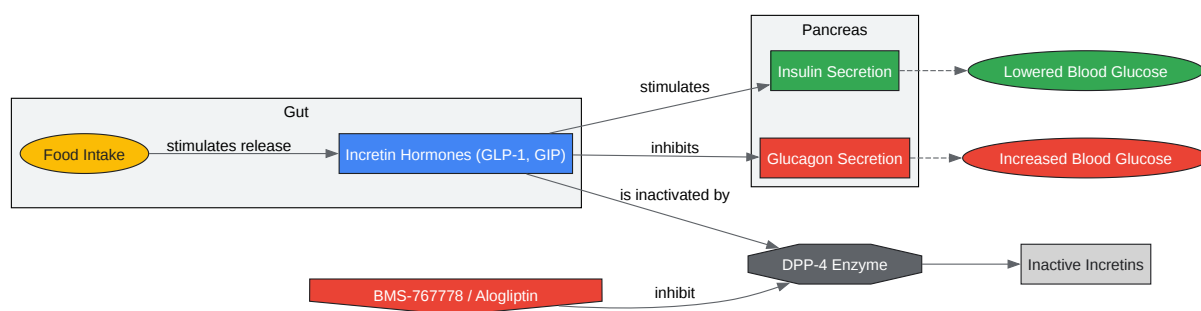 Pancreas
Insulin Secretion
Lowered Blood Glucose
stimulates
Gut
Food Intake
stimulates release
Incretin Hormones (GLP-1, GIP)
inhibits
Glucagon Secretion
Increased Blood Glucose
is inactivated by
DPP-4 Enzyme
Inactive Incretins
BMS-767778 / Alogliptin
inhibit